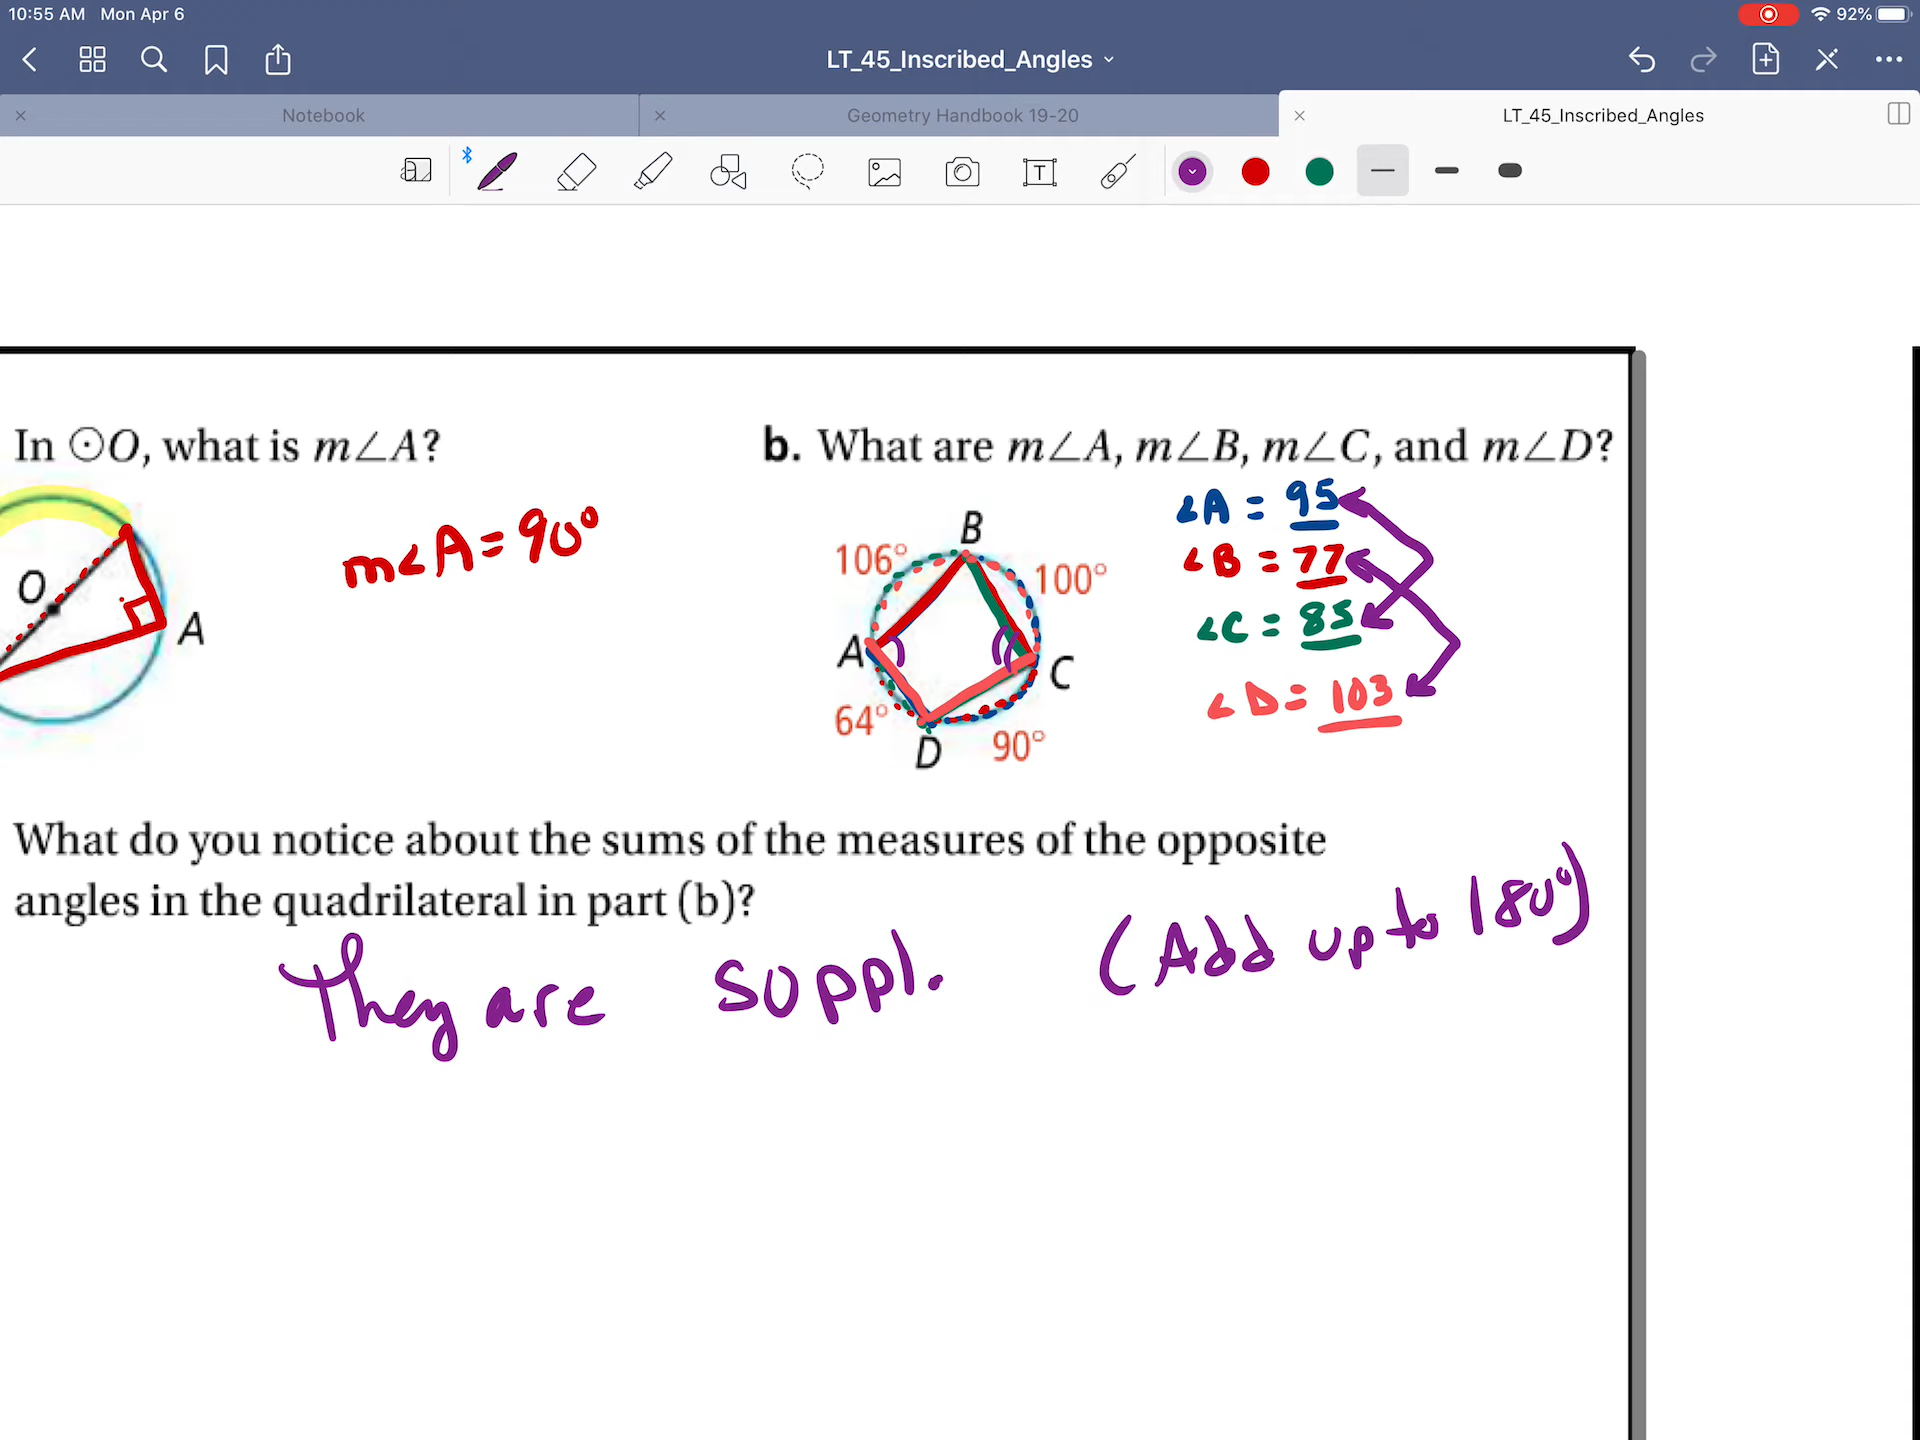 10:55 AM Mon Apr 6
92%
LT_45_Inscribed_Angles
Notebook
Geometry Handbook 19-20
LT_45_Inscribed_Angles
In ⊙O, what is m∠A?
m∠A=90°
O
A
b. What are m∠A, m∠B, m∠C, and m∠D?
106°
B
100°
A
C
64°
D
90°
∠A = 95
∠B = 77
∠C = 85
∠D = 103
What do you notice about the sums of the measures of the opposite
angles in the quadrilateral in part (b)?
They are suppl. (Add up to 180°)